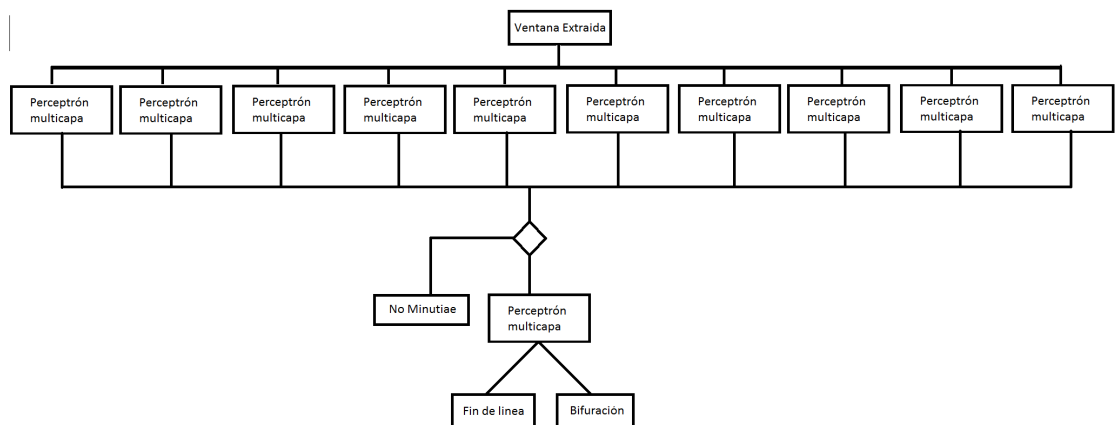 Ventana Extraida
Perceptrón
multicapa
Perceptrón
multicapa
Perceptrón
multicapa
Perceptrón
multicapa
Perceptrón
multicapa
Perceptrón
multicapa
Perceptrón
multicapa
Perceptrón
multicapa
Perceptrón
multicapa
Perceptrón
multicapa
No Minutiae
Perceptrón
multicapa
Fin de linea
Bifuración